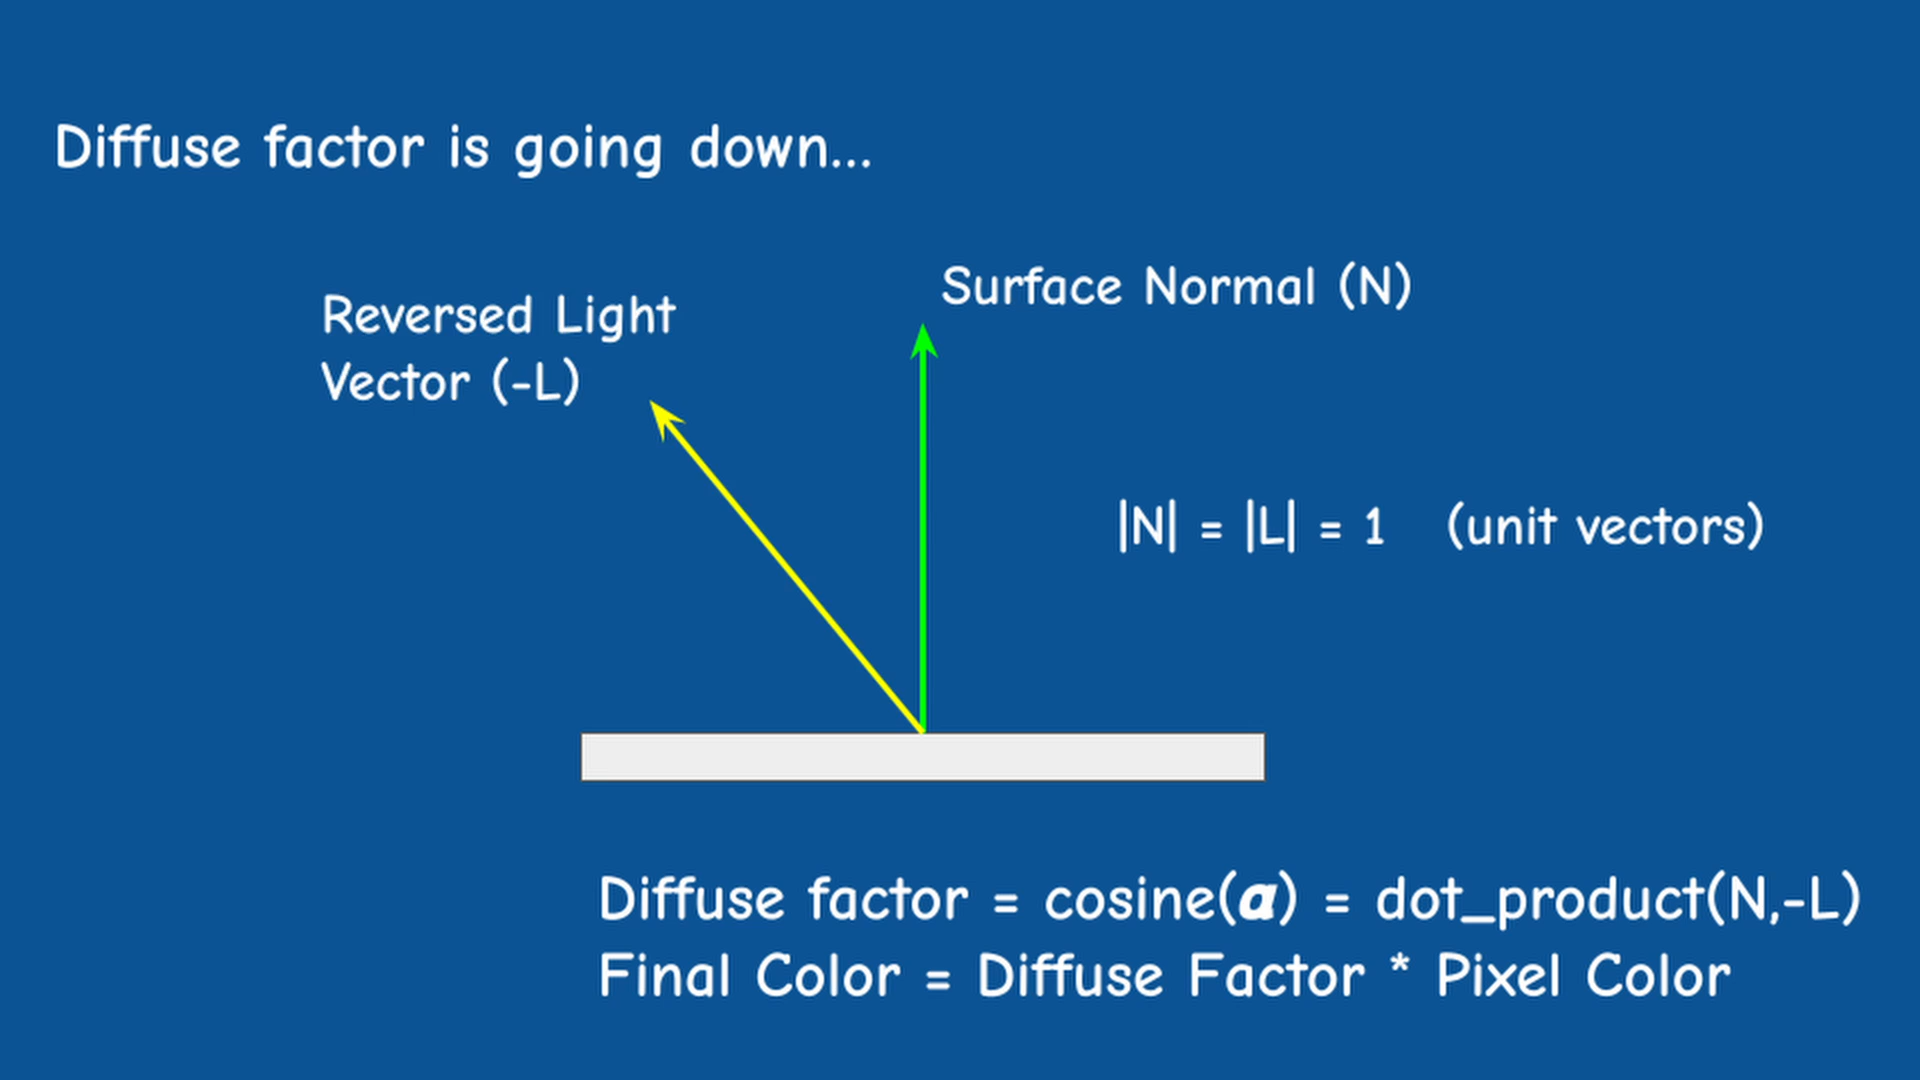 Diffuse factor is going down...
Surface Normal (N)
Reversed Light
Vector (-L)
|N| = |L| = 1 (unit vectors)
Diffuse factor = cosine(α) = dot_product(N,-L)
Final Color = Diffuse Factor * Pixel Color